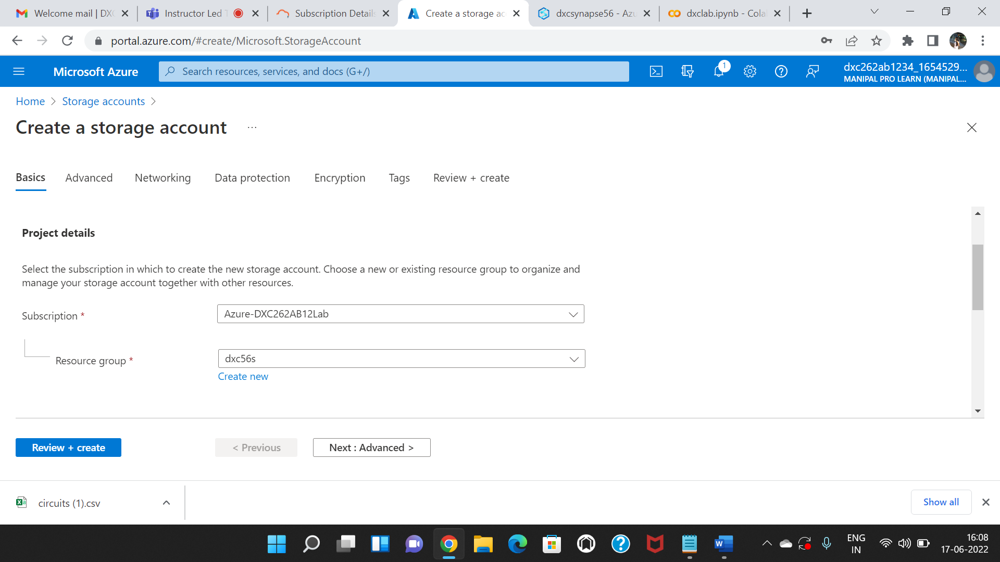 Welcome mail | DXC
Instructor Led T
Subscription Details
Create a storage ac
dxcsynapse56 - Azu
dxclab.ipynb - Cola
portal.azure.com/#create/Microsoft.StorageAccount
Microsoft Azure
Search resources, services, and docs (G+/)
1
dxc262ab1234_1654529...
MANIPAL PRO LEARN (MANIPAL...
Home > Storage accounts >
Create a storage account ...
Basics Advanced Networking Data protection Encryption Tags Review + create
Project details
Select the subscription in which to create the new storage account. Choose a new or existing resource group to organize and
manage your storage account together with other resources.
Subscription *
Azure-DXC262AB12Lab
Resource group *
dxc56s
Create new
Review + create
< Previous
Next : Advanced >
circuits (1).csv
Show all
ENG
IN
16:08
17-06-2022